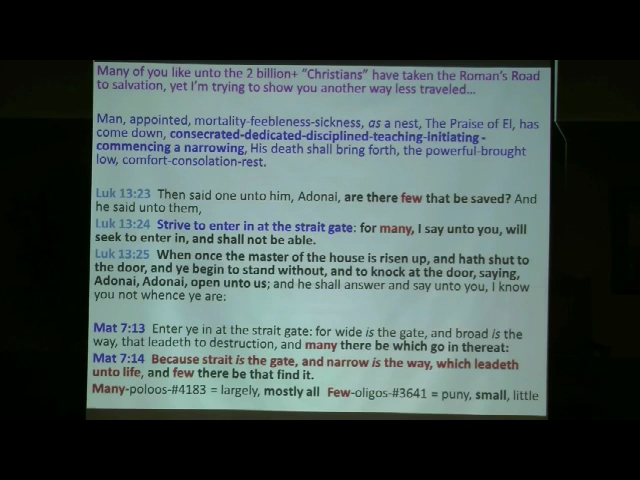 Many of you like unto the 2 billion+ "Christians" have taken the Roman's Road
to salvation, yet I'm trying to show you another way less traveled...
Man, appointed, mortality-feebleness-sickness, as a nest, The Praise of El, has
come down, consecrated-dedicated-disciplined-teaching-initiating-
commencing a narrowing, His death shall bring forth, the powerful-brought
low, comfort-consolation-rest.
Luk 13:23 Then said one unto him, Adonai, are there few that be saved? And
he said unto them,
Luk 13:24 Strive to enter in at the strait gate: for many, I say unto you, will
seek to enter in, and shall not be able.
Luk 13:25 When once the master of the house is risen up, and hath shut to
the door, and ye begin to stand without, and to knock at the door, saying,
Adonai, Adonai, open unto us; and he shall answer and say unto you, I know
you not whence ye are:
Mat 7:13 Enter ye in at the strait gate: for wide is the gate, and broad is the
way, that leadeth to destruction, and many there be which go in thereat:
Mat 7:14 Because strait is the gate, and narrow is the way, which leadeth
unto life, and few there be that find it.
Many-poloos-#4183 = largely, mostly all Few-oligos-#3641 = puny, small, little